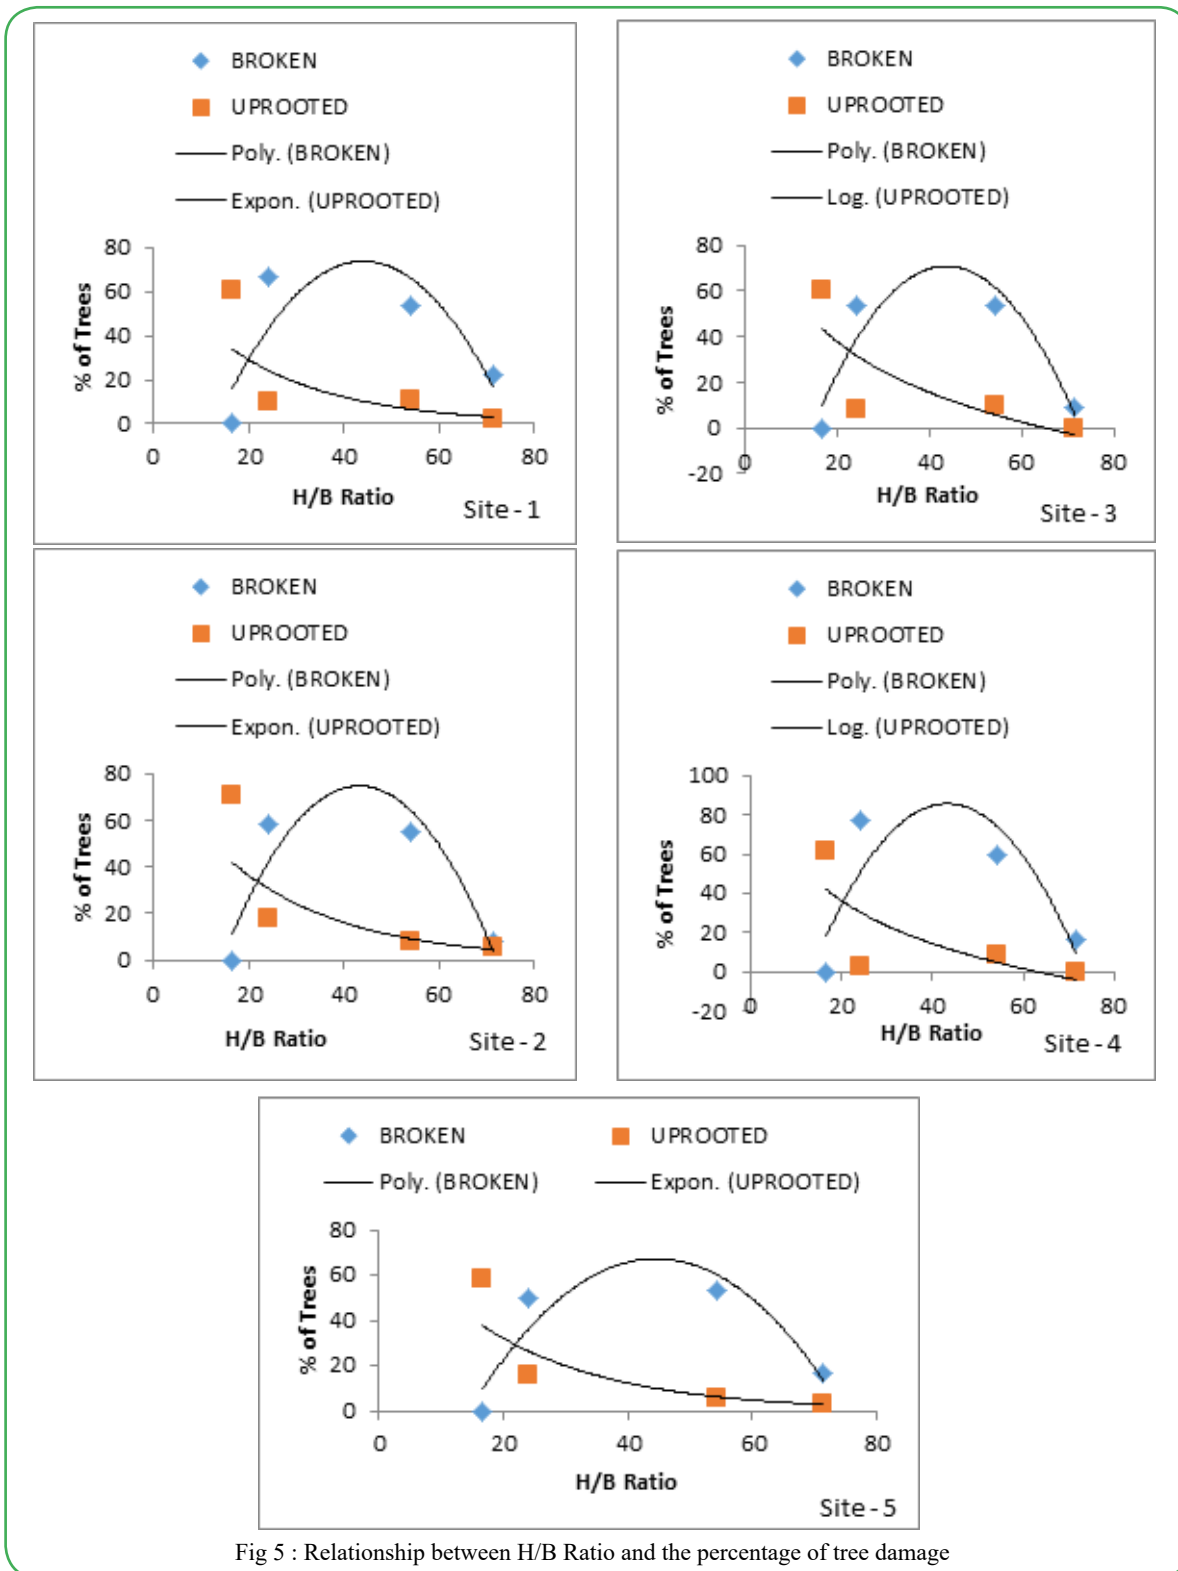 BROKEN
UPROOTED
Poly. (BROKEN)
Expon. (UPROOTED)
80
60
40
20
0
% of Trees
0 20 40 60 80
H/B Ratio
Site - 1
BROKEN
UPROOTED
Poly. (BROKEN)
Log. (UPROOTED)
80
60
40
20
0
-20
% of Trees
0 20 40 60 80
H/B Ratio
Site - 3
BROKEN
UPROOTED
Poly. (BROKEN)
Expon. (UPROOTED)
80
60
40
20
0
% of Trees
0 20 40 60 80
H/B Ratio
Site - 2
BROKEN
UPROOTED
Poly. (BROKEN)
Log. (UPROOTED)
100
80
60
40
20
0
-20
% of Trees
0 20 40 60 80
H/B Ratio
Site - 4
BROKEN UPROOTED
Poly. (BROKEN) Expon. (UPROOTED)
80
60
40
20
0
% of Trees
0 20 40 60 80
H/B Ratio
Site - 5
Fig 5 : Relationship between H/B Ratio and the percentage of tree damage